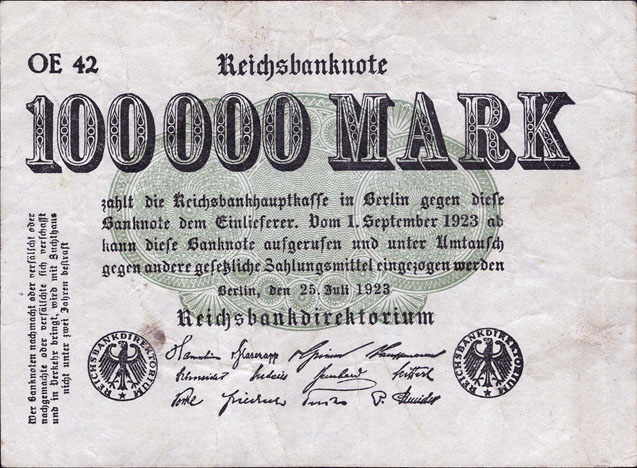 OE 42
Reichsbanknote
100000 MARK
zahlt die Reichsbankhauptkasse in Berlin gegen diese
Banknote dem Einlieferer. Vom 1. September 1923 ab
kann diese Banknote aufgerufen und unter Umtausch
gegen andere gesetzliche Zahlungsmittel eingezogen werden
Berlin, den 25. Juli 1923
Reichsbankdirektorium
Wer Banknoten nachmacht oder verfälscht oder
nachgemachte oder verfälschte sich verschafft
und in Verkehr bringt, wird mit Zuchthaus
nicht unter zwei Jahren bestraft
REICHSBANKDIREKTORIUM
REICHSBANKDIREKTORIUM